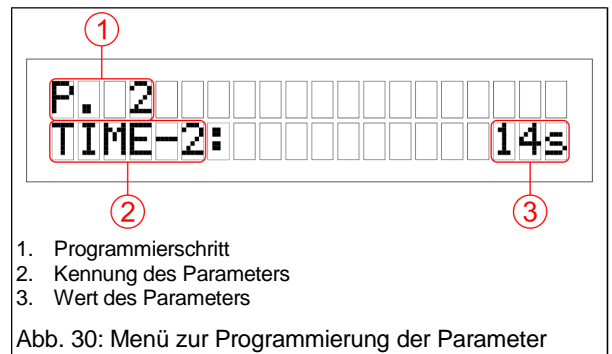 1
P. 2
TIME-2: 14s
2 3
1. Programmierschritt
2. Kennung des Parameters
3. Wert des Parameters
Abb. 30: Menü zur Programmierung der Parameter